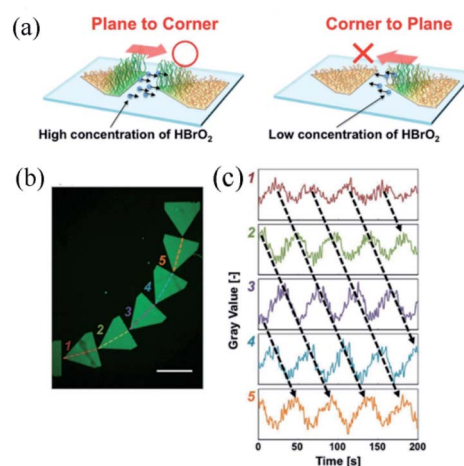 (a)
Plane to Corner
Corner to Plane
High concentration of HBrO₂
Low concentration of HBrO₂
(b)
1
2
3
4
5
(c)
1
2
3
4
5
Gray Value [-]
0 50 100 150 200
Time [s]